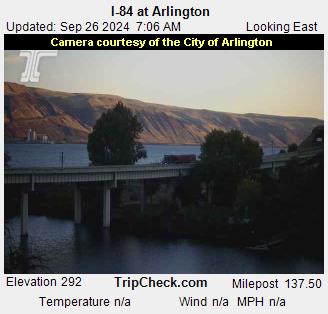 I-84 at Arlington
Updated: Sep 26 2024 7:06 AM Looking East
Camera courtesy of the City of Arlington
Elevation 292 TripCheck.com Milepost 137.50
Temperature n/a Wind n/a MPH n/a